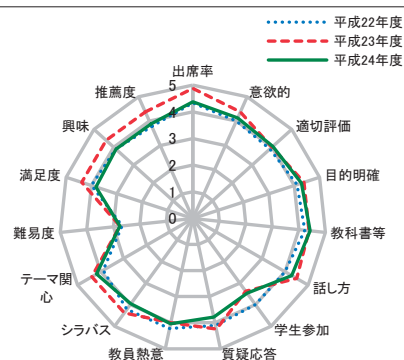 平成22年度
平成23年度
平成24年度
出席率
意欲的
適切評価
目的明確
教科書等
話し方
学生参加
質疑応答
教員熱意
シラバス
テーマ関
心
難易度
満足度
興味
推薦度
5
4
3
2
1
0